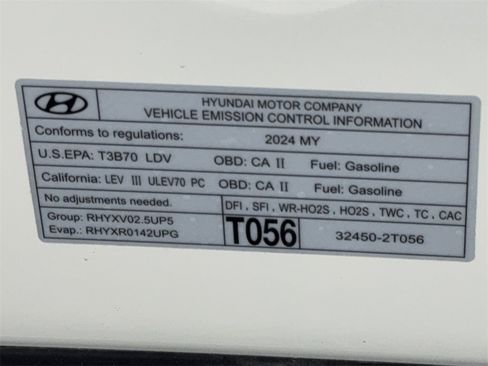 HYUNDAI MOTOR COMPANY
VEHICLE EMISSION CONTROL INFORMATION
Conforms to regulations: 2024 MY
U.S.EPA: T3B70 LDV OBD: CA II Fuel: Gasoline
California: LEV III ULEV70 PC OBD: CA II Fuel: Gasoline
No adjustments needed. DFI , SFI , WR-HO2S , HO2S , TWC , TC , CAC
Group: RHYXV02.5UP5
Evap.: RHYXR0142UPG
T056 32450-2T056